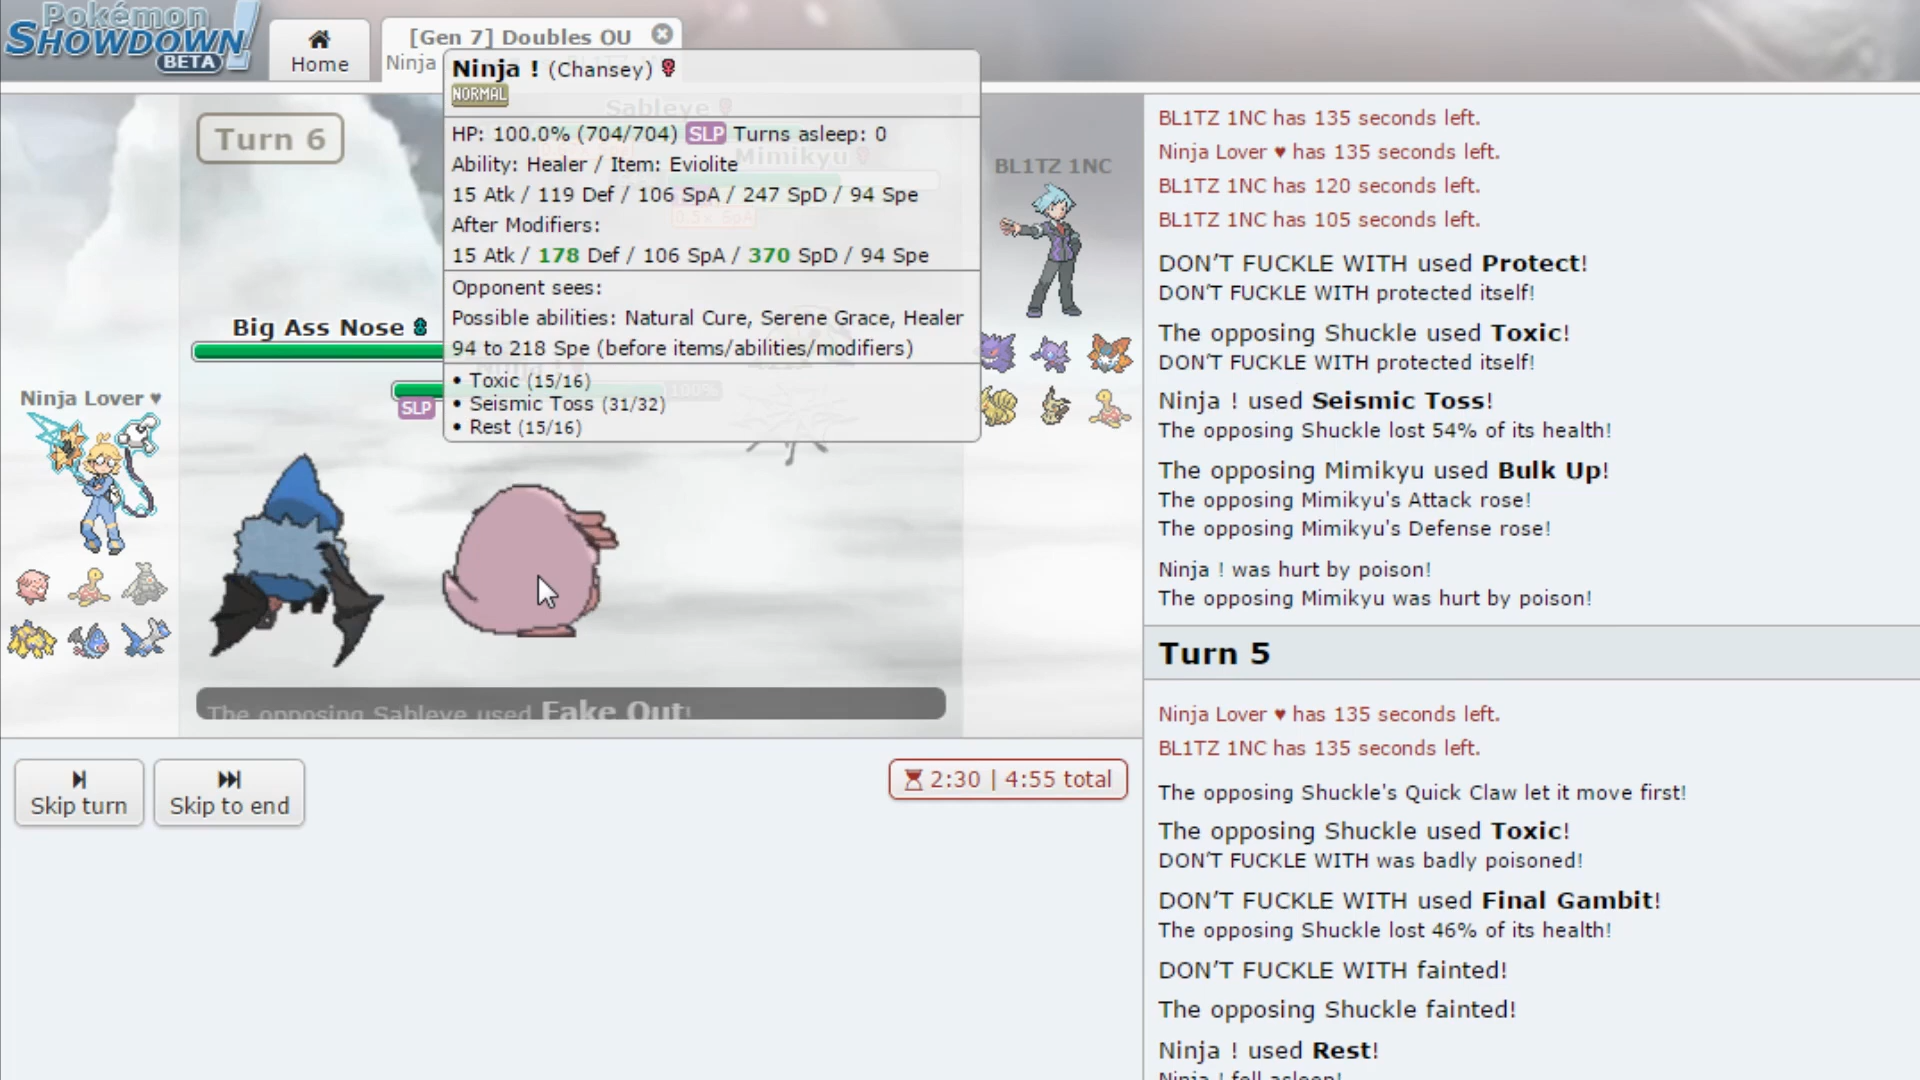 Pokémon
SHOWDOWN!
BETA
Home
[Gen 7] Doubles OU
Ninja
Ninja ! (Chansey)
NORMAL
HP: 100.0% (704/704) SLP Turns asleep: 0
Ability: Healer / Item: Eviolite
15 Atk / 119 Def / 106 SpA / 247 SpD / 94 Spe
After Modifiers:
15 Atk / 178 Def / 106 SpA / 370 SpD / 94 Spe
Opponent sees:
Possible abilities: Natural Cure, Serene Grace, Healer
94 to 218 Spe (before items/abilities/modifiers)
• Toxic (15/16)
• Seismic Toss (31/32)
• Rest (15/16)
Turn 6
Sableye
Mimikyu
0.5x SpA
BL1TZ 1NC
Big Ass Nose
100%
SLP
Ninja Lover ♥
The opposing Sableye used Fake Out!
Skip turn
Skip to end
2:30 | 4:55 total
BL1TZ 1NC has 135 seconds left.
Ninja Lover ♥ has 135 seconds left.
BL1TZ 1NC has 120 seconds left.
BL1TZ 1NC has 105 seconds left.
DON'T FUCKLE WITH used Protect!
DON'T FUCKLE WITH protected itself!
The opposing Shuckle used Toxic!
DON'T FUCKLE WITH protected itself!
Ninja ! used Seismic Toss!
The opposing Shuckle lost 54% of its health!
The opposing Mimikyu used Bulk Up!
The opposing Mimikyu's Attack rose!
The opposing Mimikyu's Defense rose!
Ninja ! was hurt by poison!
The opposing Mimikyu was hurt by poison!
Turn 5
Ninja Lover ♥ has 135 seconds left.
BL1TZ 1NC has 135 seconds left.
The opposing Shuckle's Quick Claw let it move first!
The opposing Shuckle used Toxic!
DON'T FUCKLE WITH was badly poisoned!
DON'T FUCKLE WITH used Final Gambit!
The opposing Shuckle lost 46% of its health!
DON'T FUCKLE WITH fainted!
The opposing Shuckle fainted!
Ninja ! used Rest!
Ninja ! fell asleep!